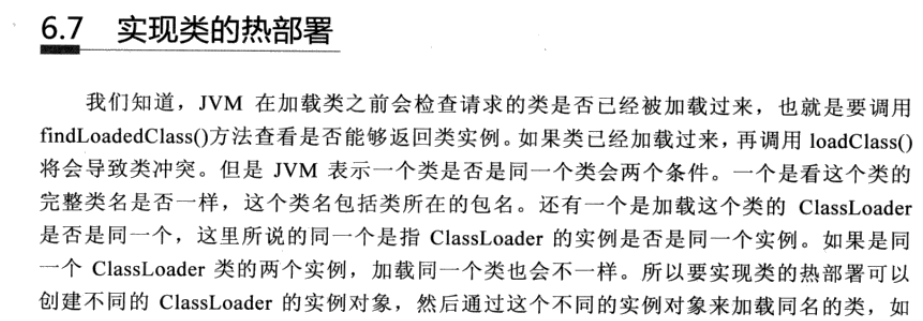 6.7 实现类的热部署
我们知道，JVM 在加载类之前会检查请求的类是否已经被加载过来，也就是要调用
findLoadedClass()方法查看是否能够返回类实例。如果类已经加载过来，再调用 loadClass()
将会导致类冲突。但是 JVM 表示一个类是否是同一个类会两个条件。一个是看这个类的
完整类名是否一样，这个类名包括类所在的包名。还有一个是加载这个类的 ClassLoader
是否是同一个，这里所说的同一个是指 ClassLoader 的实例是否是同一个实例。如果是同
一个 ClassLoader 类的两个实例，加载同一个类也会不一样。所以要实现类的热部署可以
创建不同的 ClassLoader 的实例对象，然后通过这个不同的实例对象来加载同名的类，如